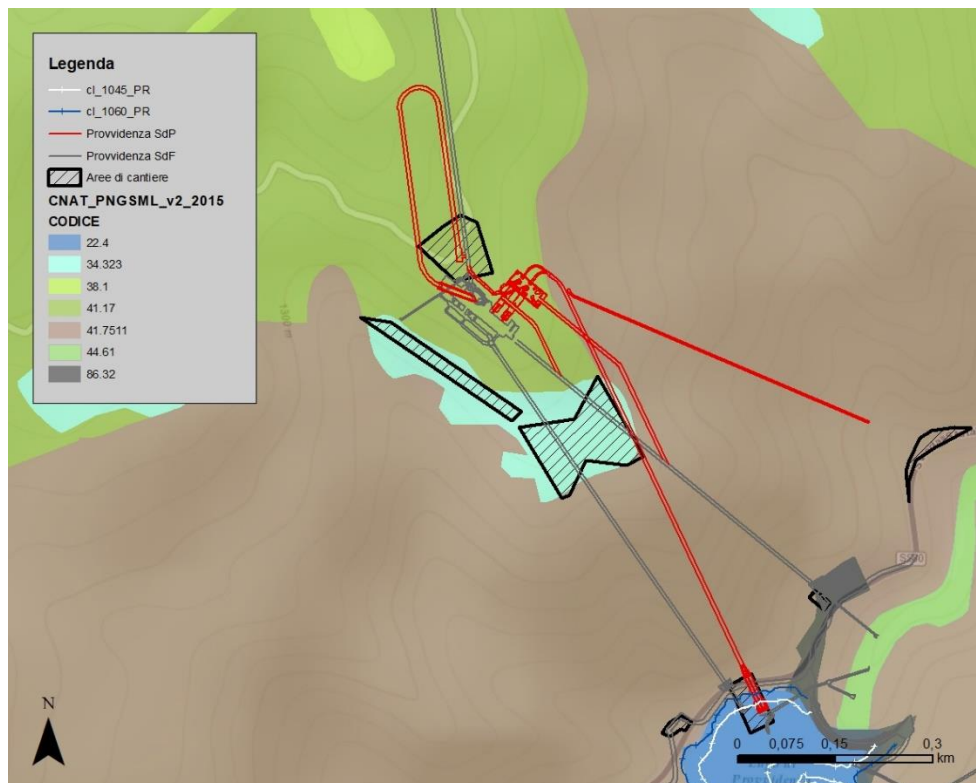 Legenda
cl_1045_PR
cl_1060_PR
Provvidenza SdP
Provvidenza SdF
Aree di cantiere
CNAT_PNGSML_v2_2015
CODICE
22.4
34.323
38.1
41.17
41.7511
44.61
86.32
1300 m
N
0 0,075 0,15 0,3
km